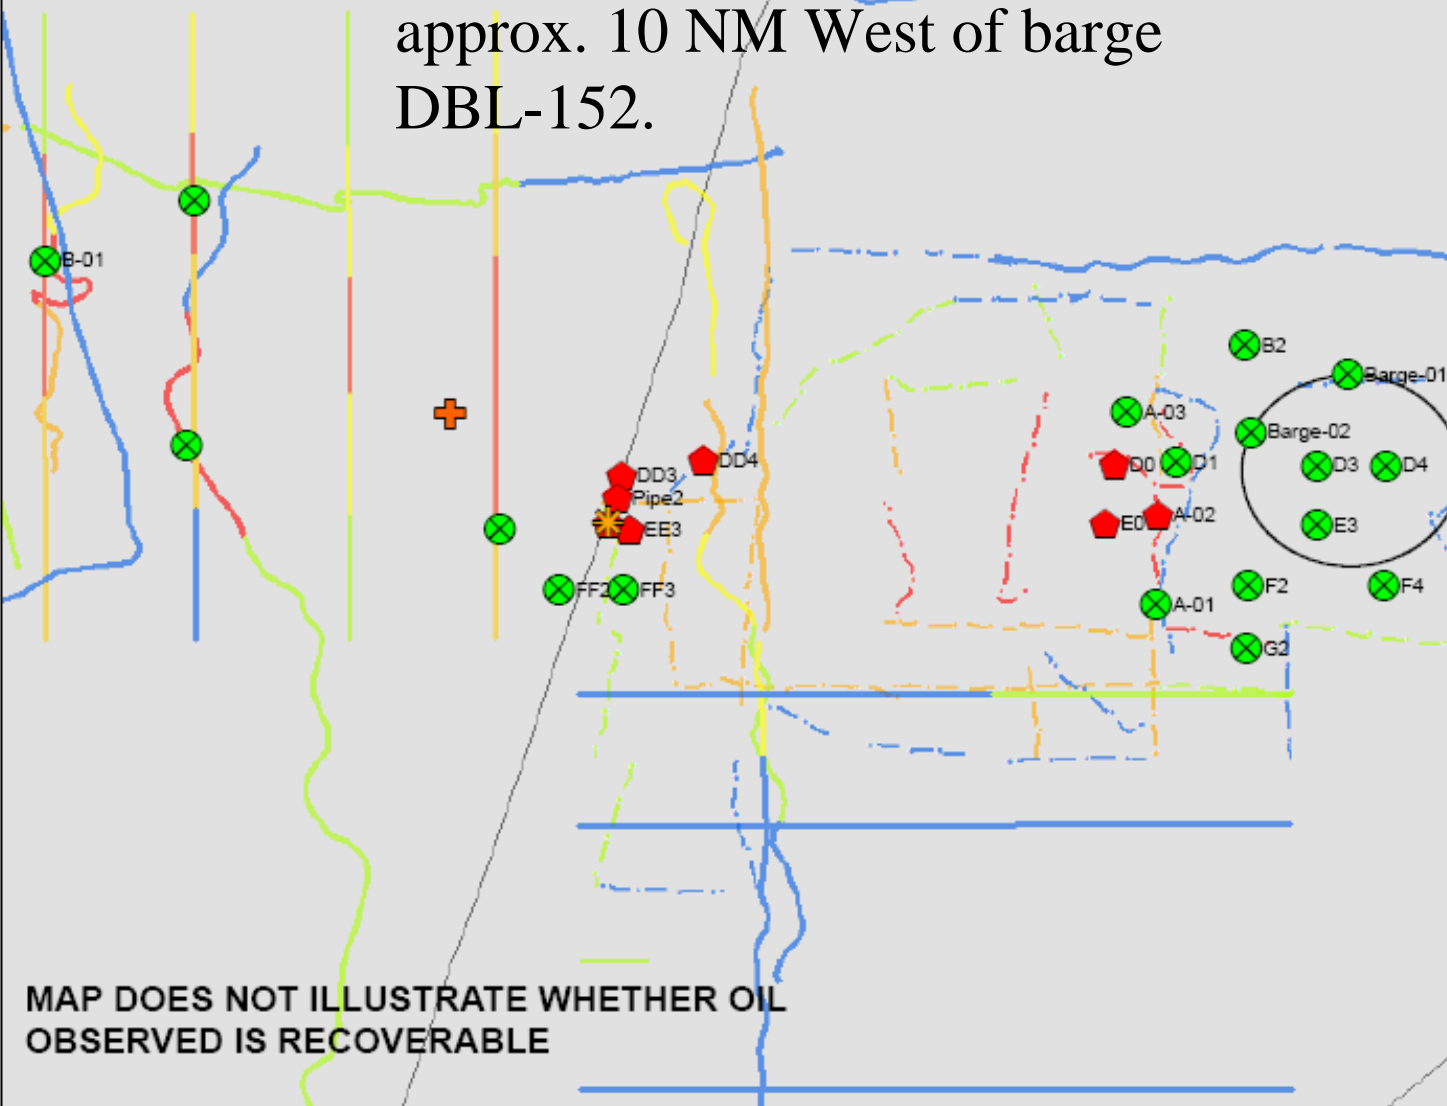 approx. 10 NM West of barge
DBL-152.
B-01
B2
Barge-01
A-03
Barge-02
DD3
DD4
D0
D1
D3
D4
Pipe2
EE3
E0
A-02
E3
FF2
FF3
F2
F4
A-01
G2
MAP DOES NOT ILLUSTRATE WHETHER OIL
OBSERVED IS RECOVERABLE